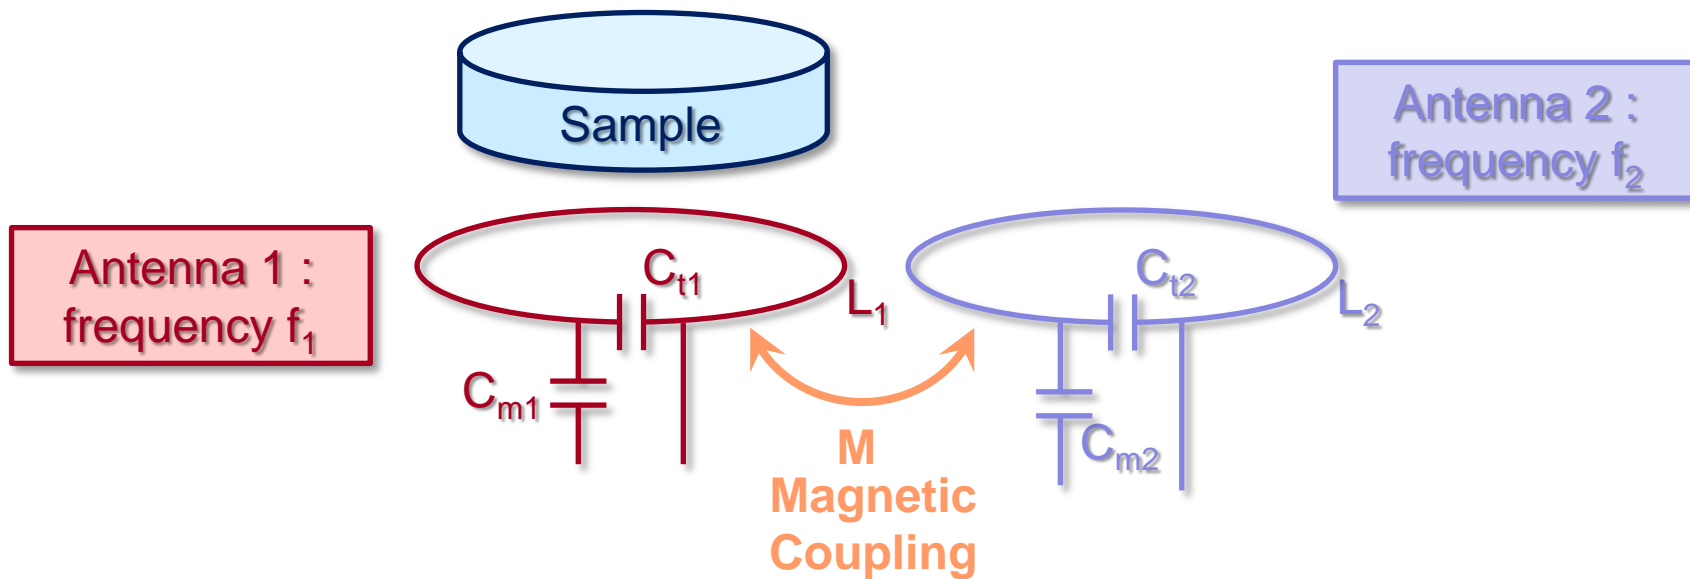 Sample
Antenna 2 :
frequency f2
Antenna 1 :
frequency f1
Ct1
L1
Ct2
L2
Cm1
Cm2
M
Magnetic
Coupling